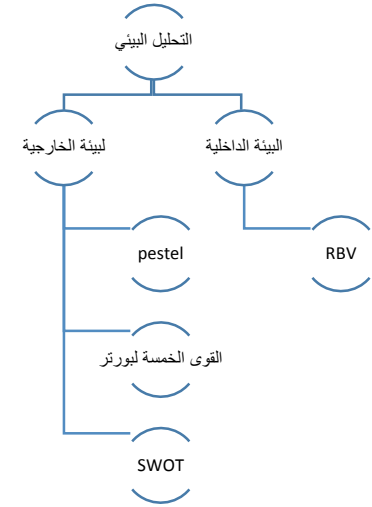 التحليل البيئي
البيئة الداخلية
لبيئة الخارجية
RBV
pestel
القوى الخمسة لبورتر
SWOT